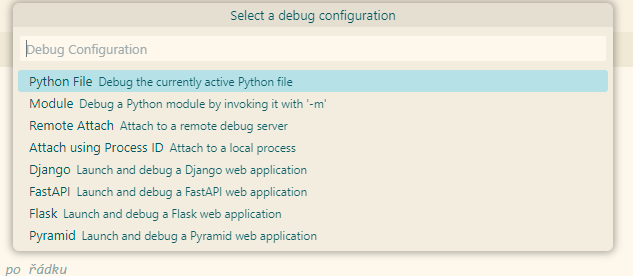 Select a debug configuration
Debug Configuration
Python File Debug the currently active Python file
Module Debug a Python module by invoking it with '-m'
Remote Attach Attach to a remote debug server
Attach using Process ID Attach to a local process
Django Launch and debug a Django web application
FastAPI Launch and debug a FastAPI web application
Flask Launch and debug a Flask web application
Pyramid Launch and debug a Pyramid web application
po řádku